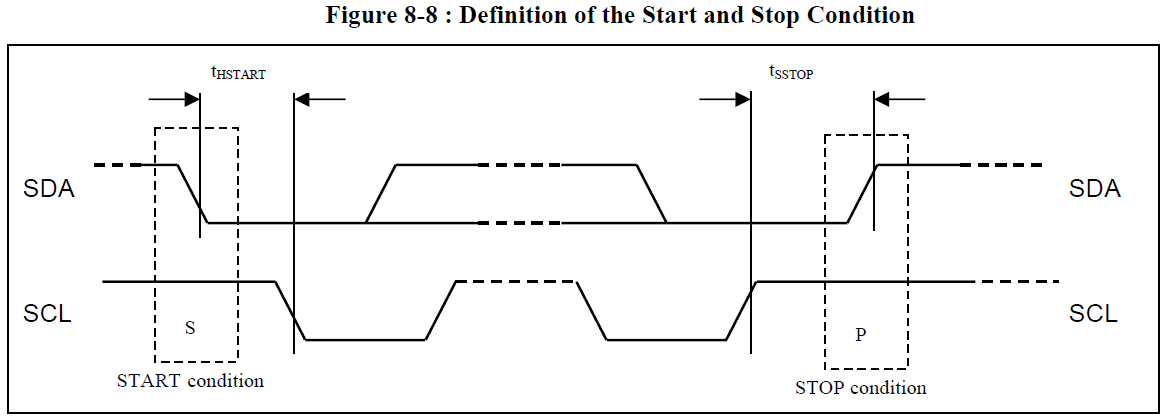 Figure 8-8 : Definition of the Start and Stop Condition
tHSTART
tSSTOP
SDA
SDA
SCL
SCL
S
P
START condition
STOP condition